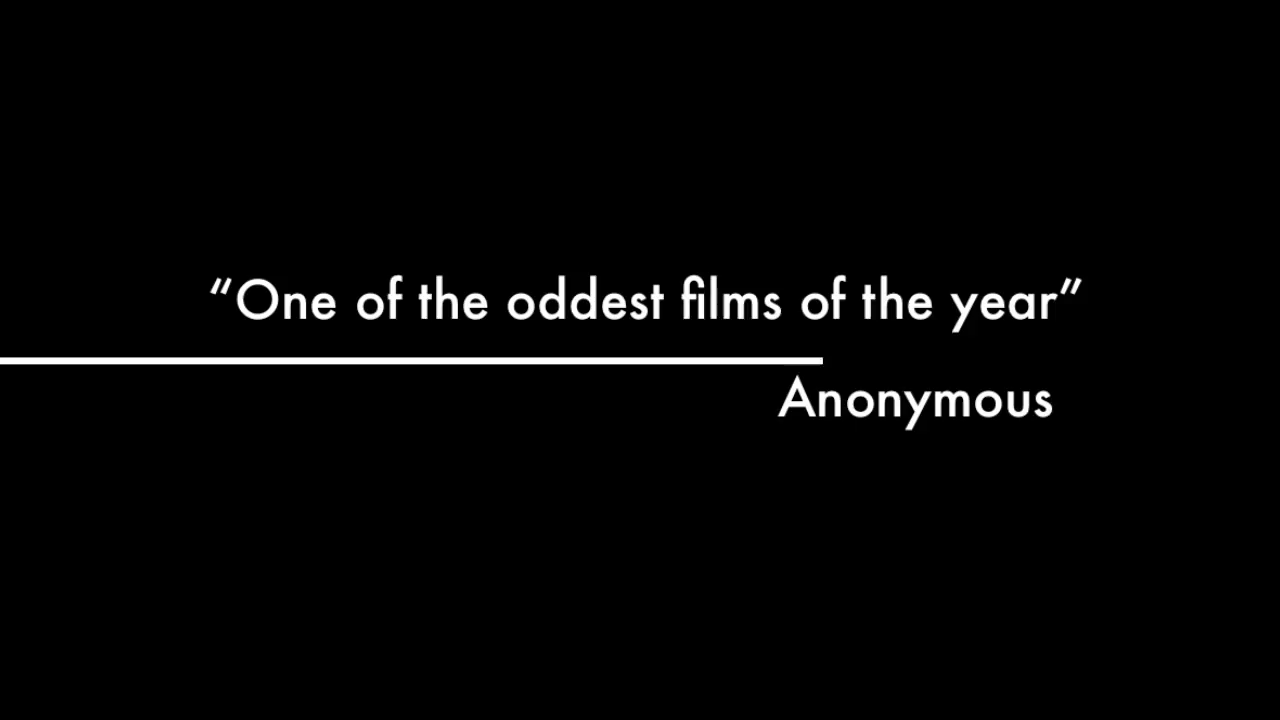 “One of the oddest films of the year”
Anonymous